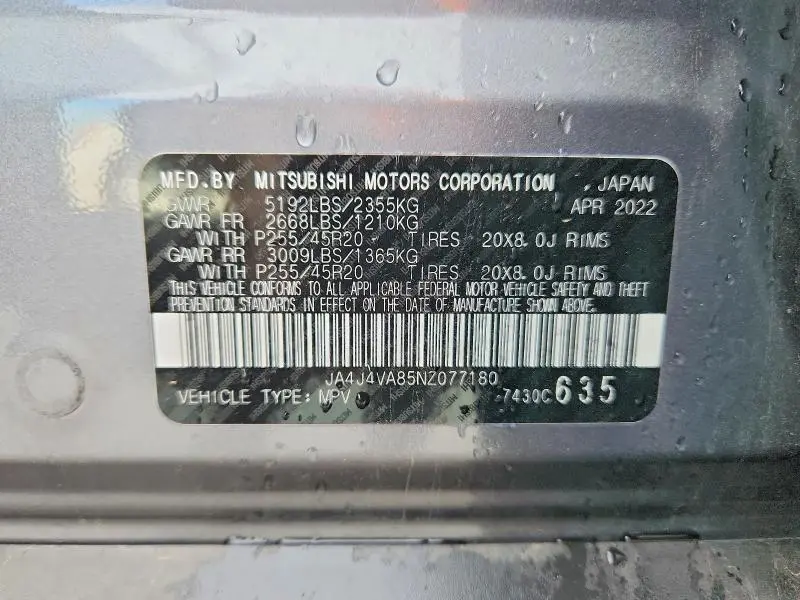 MFD.BY MITSUBISHI MOTORS CORPORATION , JAPAN
GVWR 5192LBS/2355KG APR 2022
GAWR FR 2668LBS/1210KG
WITH P255/45R20 TIRES 20X8.0J RIMS
GAWR RR 3009LBS/1365KG
WITH P255/45R20 TIRES 20X8.0J RIMS
THIS VEHICLE CONFORMS TO ALL APPLICABLE FEDERAL MOTOR VEHICLE SAFETY AND THEFT
PREVENTION STANDARDS IN EFFECT ON THE DATE OF MANUFACTURE SHOWN ABOVE.
JA4J4VA85NZ077180
VEHICLE TYPE: MPV 7430C 635